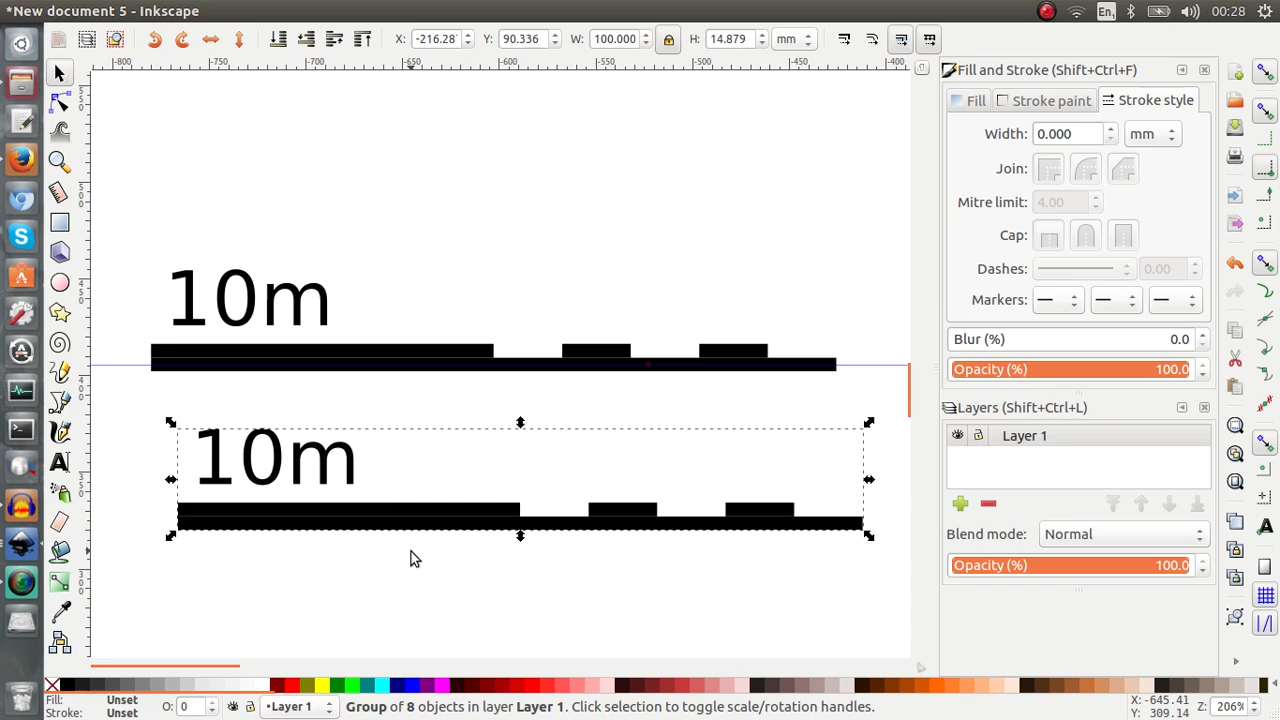 *New document 5 - Inkscape
En1
00:28
X: -216.28 Y: 90.336 W: 100.000 H: 14.879 mm
-800 -750 -700 -650 -600 -550 -500 -450 -400
Fill and Stroke (Shift+Ctrl+F)
Fill Stroke paint Stroke style
Width: 0.000 mm
Join:
Mitre limit: 4.00
Cap:
Dashes: 0.00
Markers:
Blur (%) 0.0
Opacity (%) 100.0
10m
Layers (Shift+Ctrl+L)
Layer 1
10m
Blend mode: Normal
Opacity (%) 100.0
Fill: Unset
Stroke: Unset
O: 0
•Layer 1
Group of 8 objects in layer Layer 1. Click selection to toggle scale/rotation handles.
X: -645.41
Y: 309.14
Z: 206%